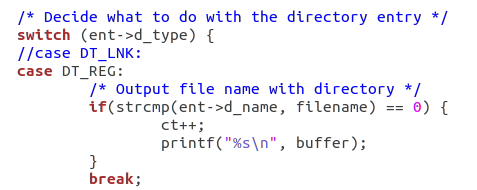 /* Decide what to do with the directory entry */
switch (ent->d_type) {
//case DT_LNK:
case DT_REG:
/* Output file name with directory */
if(strcmp(ent->d_name, filename) == 0) {
ct++;
printf("%s\n", buffer);
}
break;